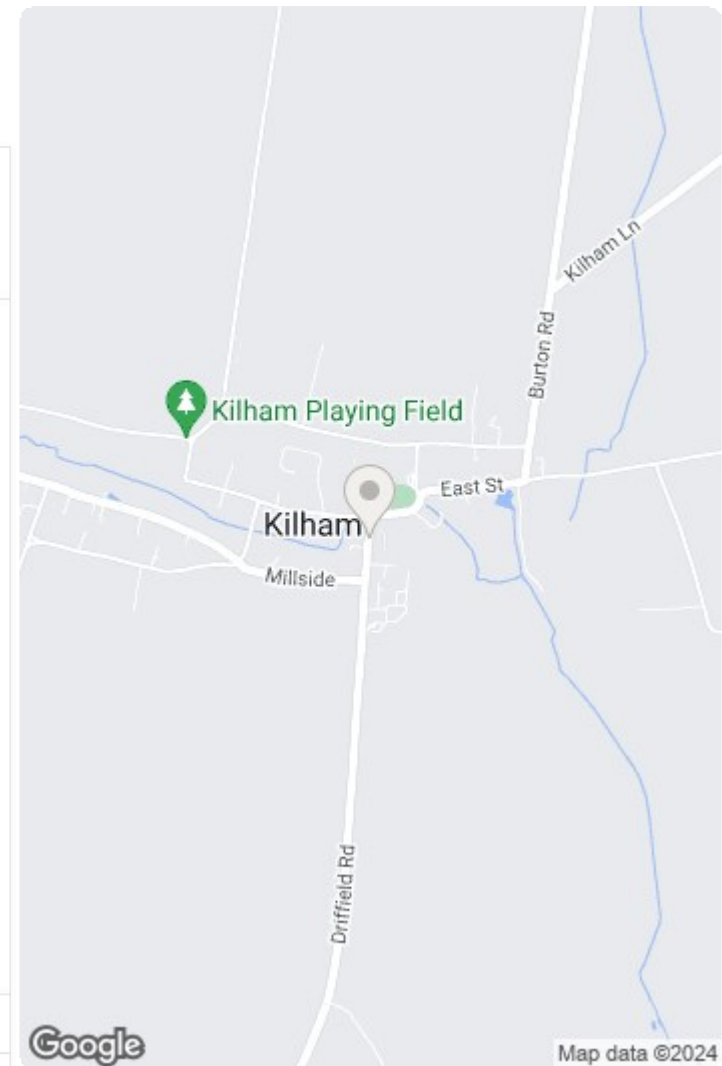 Kilham Ln
Burton Rd
Kilham Playing Field
East St
Kilham
Millside
Driffield Rd
Google
Map data ©2024